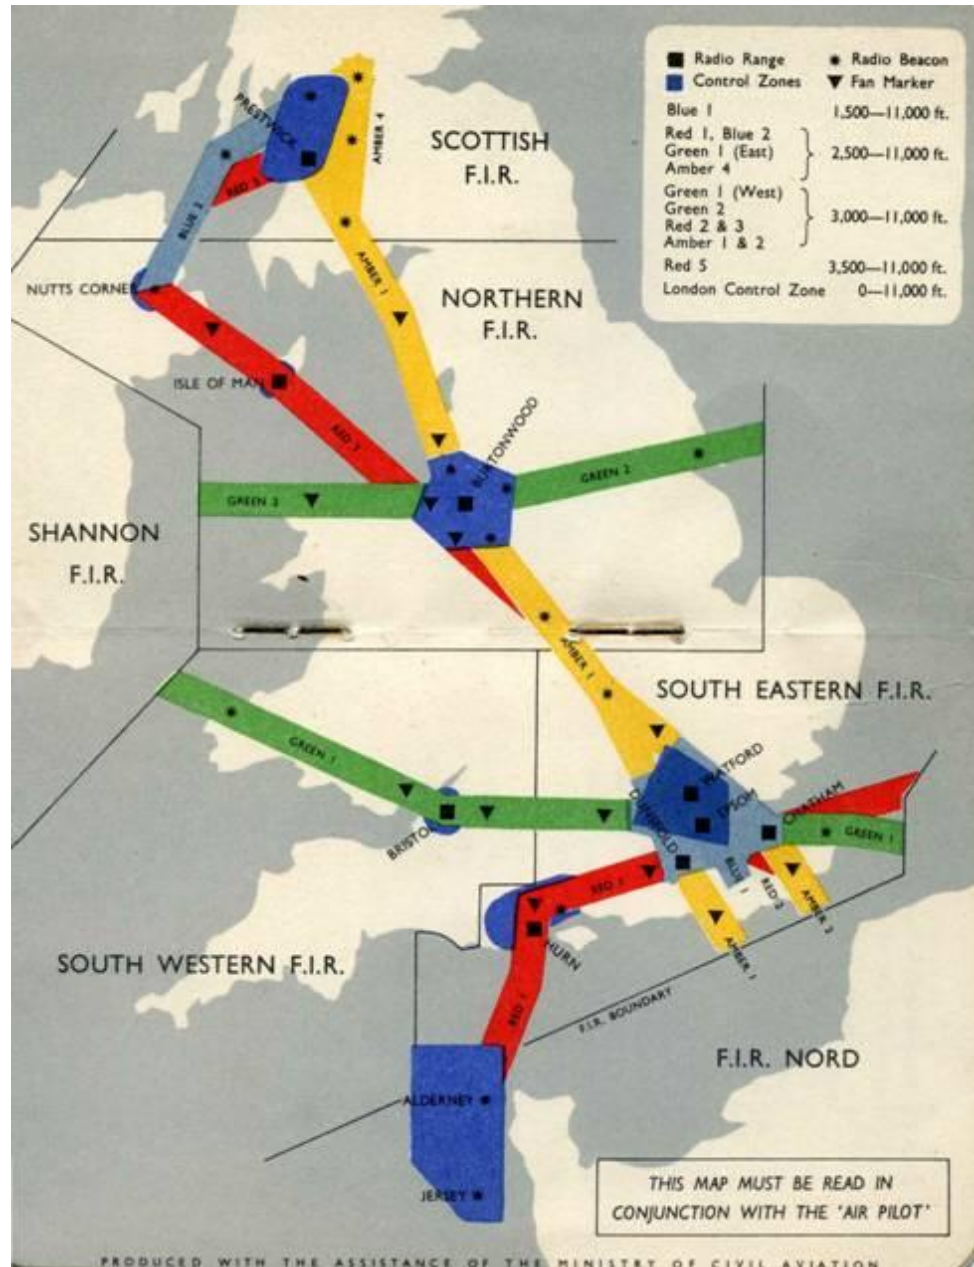 Radio Range
Radio Beacon
Control Zones
Fan Marker
Blue 1
1,500—11,000 ft.
Red 1, Blue 2
Green 1 (East)
Amber 4
2,500—11,000 ft.
Green 1 (West)
Green 2
Red 2 & 3
Amber 1 & 2
3,000—11,000 ft.
Red 5
3,500—11,000 ft.
London Control Zone
0—11,000 ft.
PRESTWICK
AMBER 4
SCOTTISH
F.I.R.
BLUE 2
AMBER 1
NUTTS CORNER
NORTHERN
F.I.R.
ISLE OF MAN
RED 3
BURTONWOOD
GREEN 2
GREEN 2
SHANNON
F.I.R.
AMBER 1
SOUTH EASTERN F.I.R.
GREEN 1
WATFORD
EPSOM
DUNSFOLD
CHATHAM
GREEN 1
BRISTOL
BLUE 1
RED 2
AMBER 2
RED 1
AMBER 1
HURN
SOUTH WESTERN F.I.R.
RED 1
F.I.R. BOUNDARY
F.I.R. NORD
ALDERNEY
JERSEY
THIS MAP MUST BE READ IN
CONJUNCTION WITH THE 'AIR PILOT'
PRODUCED WITH THE ASSISTANCE OF THE MINISTRY OF CIVIL AVIATION